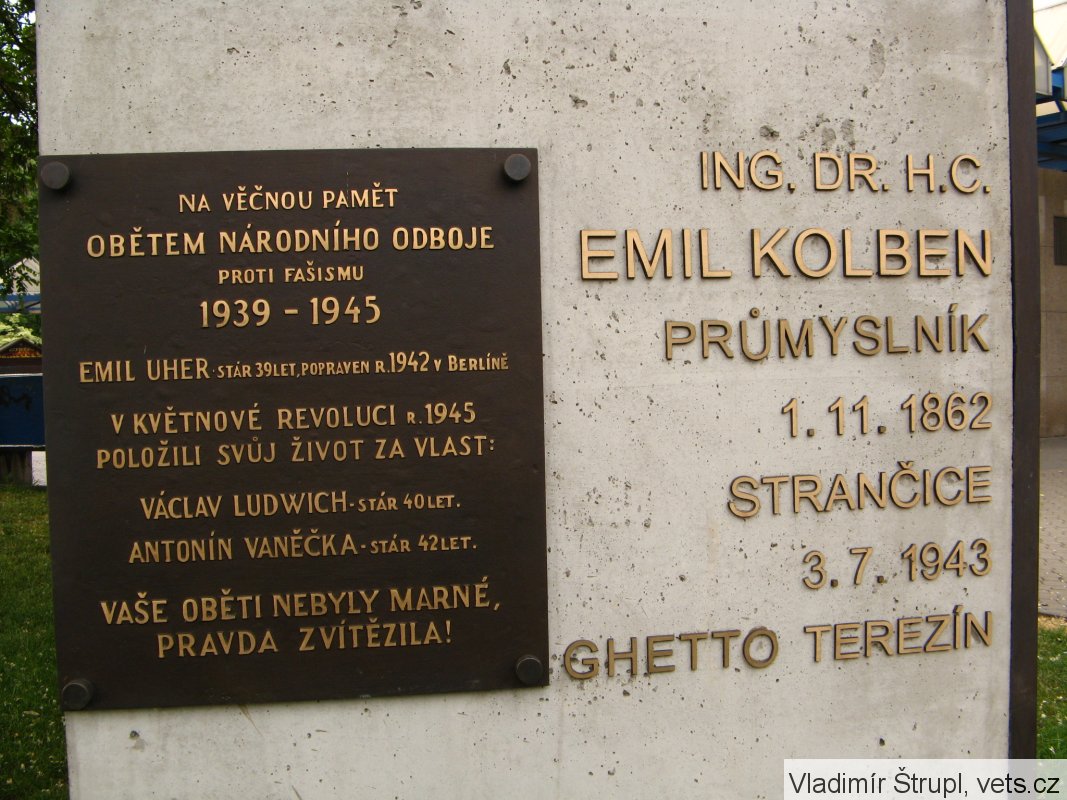 NA VĚČNOU PAMĚT
OBĚTEM NÁRODNÍHO ODBOJE
PROTI FAŠISMU
1939 - 1945
EMIL UHER - STÁR 39 LET, POPRAVEN R. 1942 V BERLÍNĚ
V KVĚTNOVÉ REVOLUCI R. 1945
POLOŽILI SVŮJ ŽIVOT ZA VLAST:
VÁCLAV LUDWICH - STÁR 40 LET.
ANTONÍN VANĚČKA - STÁR 42 LET.
VAŠE OBĚTI NEBYLY MARNÉ,
PRAVDA ZVÍTĚZILA!
ING. DR. H.C.
EMIL KOLBEN
PRŮMYSLNÍK
1. 11. 1862
STRANČICE
3. 7. 1943
GHETTO TEREZÍN
Vladimír Štrupl, vets.cz